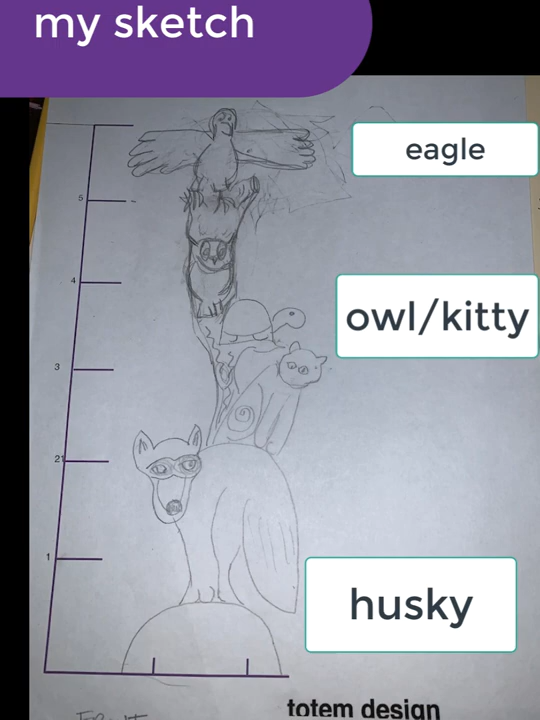 my sketch
eagle
5
4
owl/kitty
3
2
1
husky
totem design